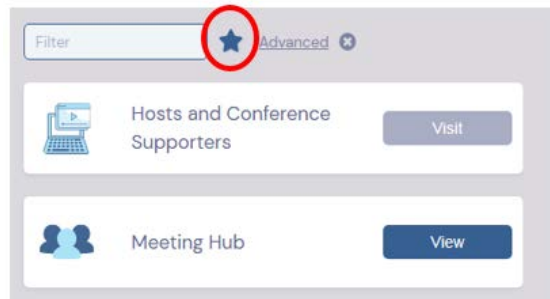 Filter
Advanced
Hosts and Conference
Supporters
Visit
Meeting Hub
View